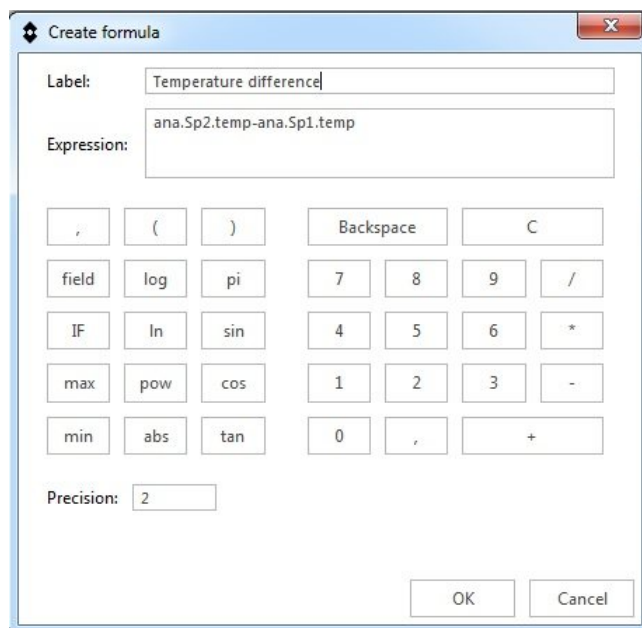 Create formula
Label: Temperature difference
Expression: ana.Sp2.temp-ana.Sp1.temp
, ( ) Backspace C
field log pi 7 8 9 /
IF ln sin 4 5 6 *
max pow cos 1 2 3 -
min abs tan 0 , +
Precision: 2
OK Cancel